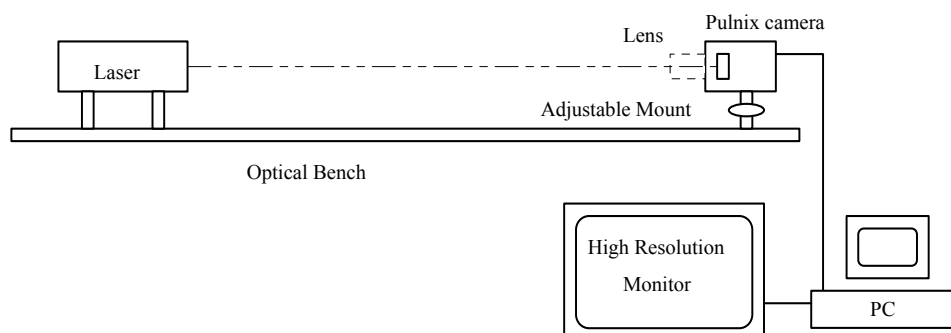 Pulnix camera
Lens
Laser
Adjustable Mount
Optical Bench
High Resolution
Monitor
PC